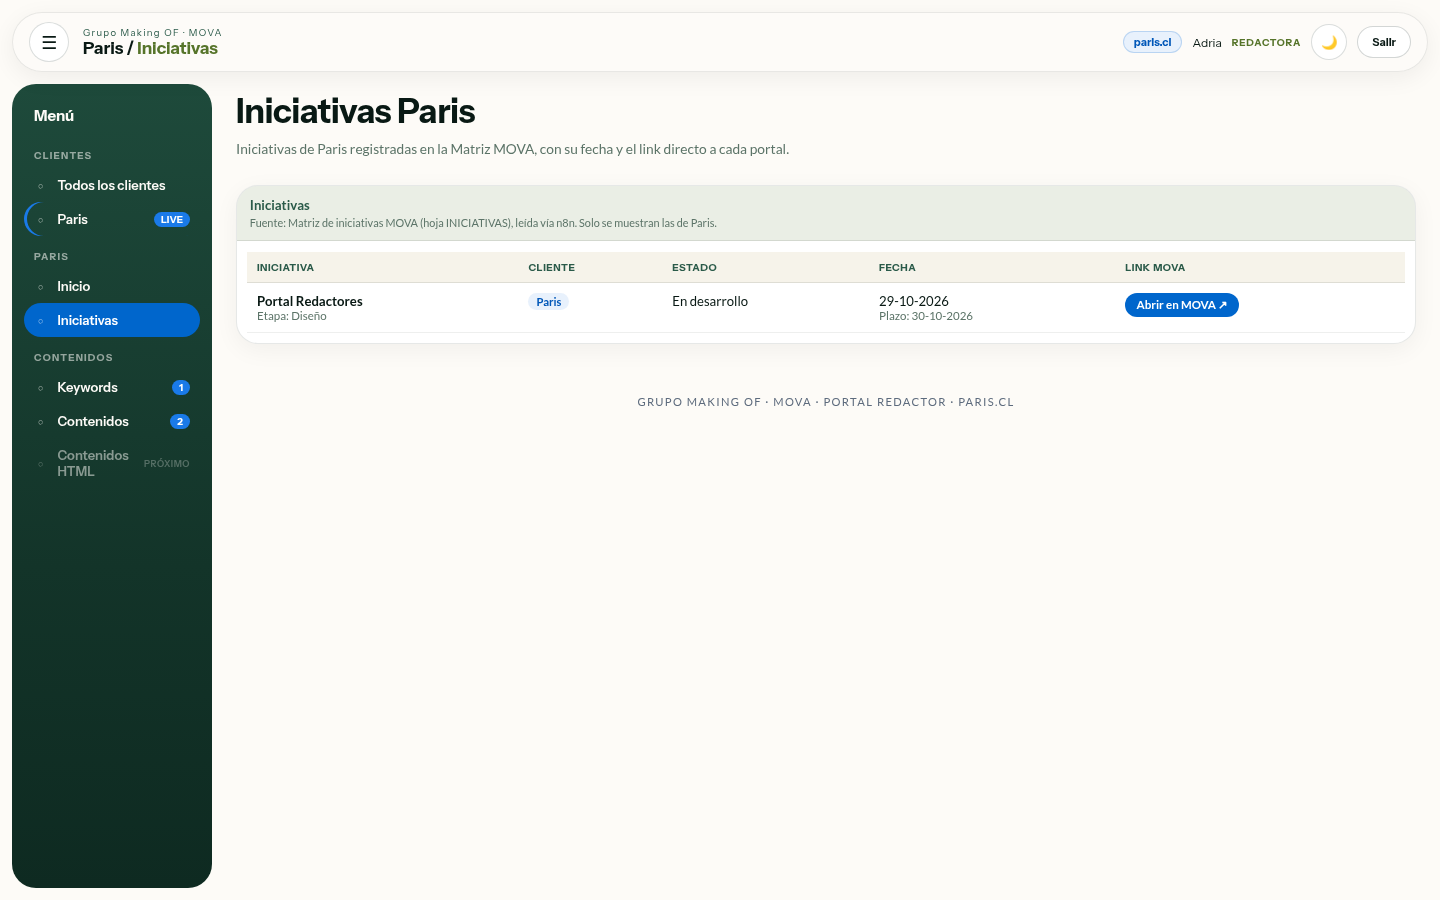 Grupo Making OF · MOVA
Paris / Iniciativas
paris.cl
Adria
REDACTORA
Salir
Menú
CLIENTES
Todos los clientes
Paris
LIVE
PARIS
Inicio
Iniciativas
CONTENIDOS
Keywords
1
Contenidos
2
Contenidos
HTML
PRÓXIMO
Iniciativas Paris
Iniciativas de Paris registradas en la Matriz MOVA, con su fecha y el link directo a cada portal.
Iniciativas
Fuente: Matriz de iniciativas MOVA (hoja INICIATIVAS), leída vía n8n. Solo se muestran las de Paris.
INICIATIVA CLIENTE ESTADO FECHA LINK MOVA
Portal Redactores Paris En desarrollo 29-10-2026 Abrir en MOVA ↗
Etapa: Diseño Plazo: 30-10-2026
GRUPO MAKING OF · MOVA · PORTAL REDACTOR · PARIS.CL